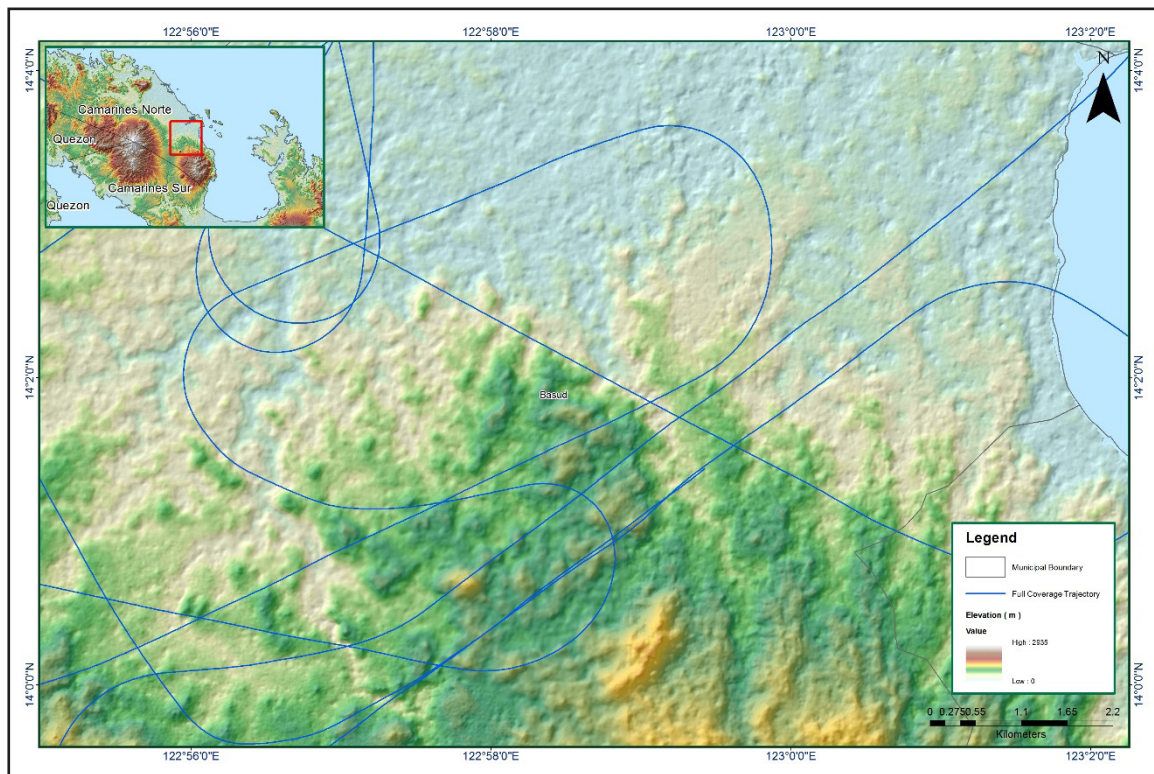 122°56'0"E
122°58'0"E
123°0'0"E
123°2'0"E
14°4'0"N
14°4'0"N
N
Camarines Norte
Quezon
Camarines Sur
Quezon
14°2'0"N
14°2'0"N
Basud
Legend
Municipal Boundary
Full Coverage Trajectory
Elevation ( m )
Value
High : 2935
Low : 0
14°0'0"N
14°0'0"N
0 0.275 0.55 1.1 1.65 2.2
Kilometers
122°56'0"E
122°58'0"E
123°0'0"E
123°2'0"E